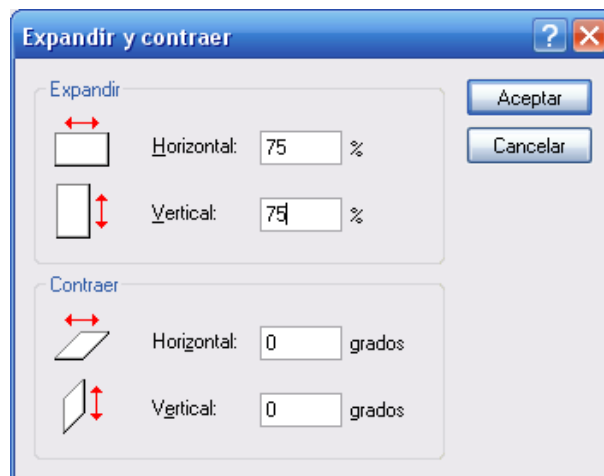 Expandir y contraer
?
Expandir
Horizontal: 75 %
Vertical: 75 %
Contraer
Horizontal: 0 grados
Vertical: 0 grados
Aceptar
Cancelar